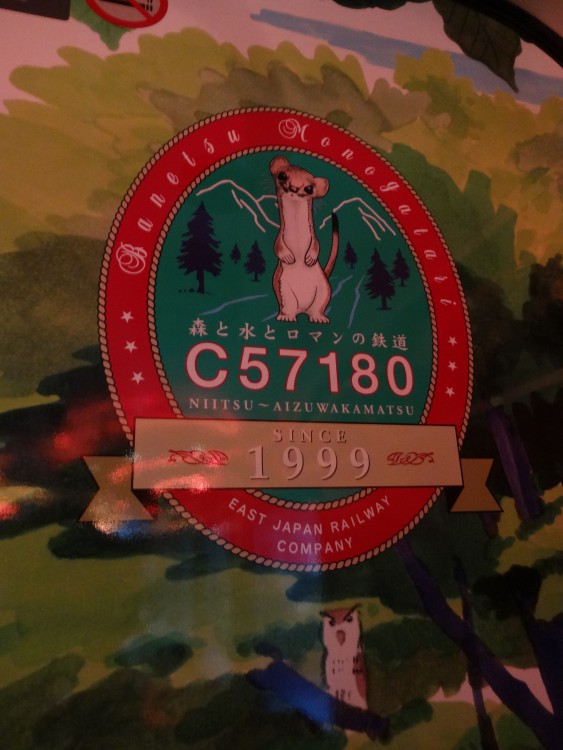 Banetsu Monogatari
森と水とロマンの鉄道
C57180
NIITSU～AIZUWAKAMATSU
SINCE
1999
EAST JAPAN RAILWAY
COMPANY